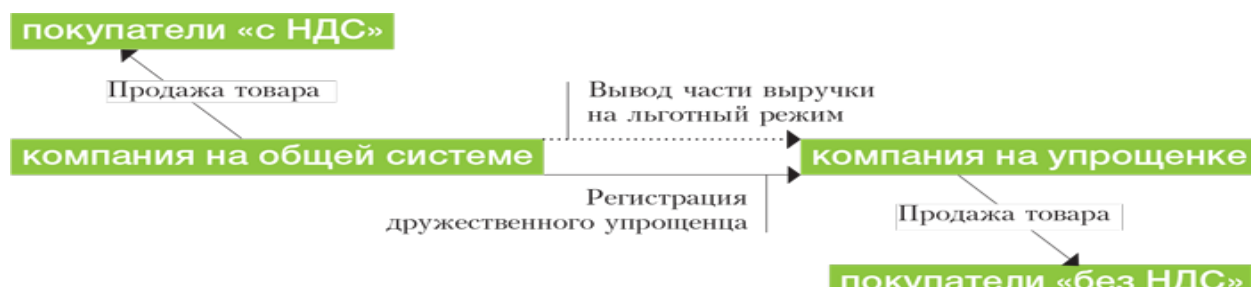 покупатели «с НДС»
Продажа товара
Вывод части выручки
на льготный режим
компания на общей системе
компания на упрощенке
Регистрация
дружественного упрощенца
Продажа товара
покупатели «без НДС»